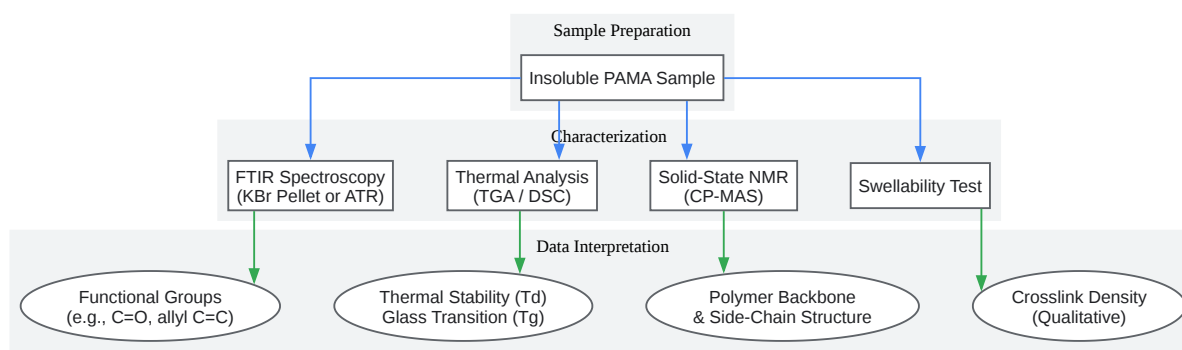 Sample Preparation
Insoluble PAMA Sample
Characterization
FTIR Spectroscopy
(KBr Pellet or ATR)
Thermal Analysis
(TGA / DSC)
Solid-State NMR
(CP-MAS)
Swellability Test
Data Interpretation
Functional Groups
(e.g., C=O, allyl C=C)
Thermal Stability (Td)
Glass Transition (Tg)
Polymer Backbone
& Side-Chain Structure
Crosslink Density
(Qualitative)